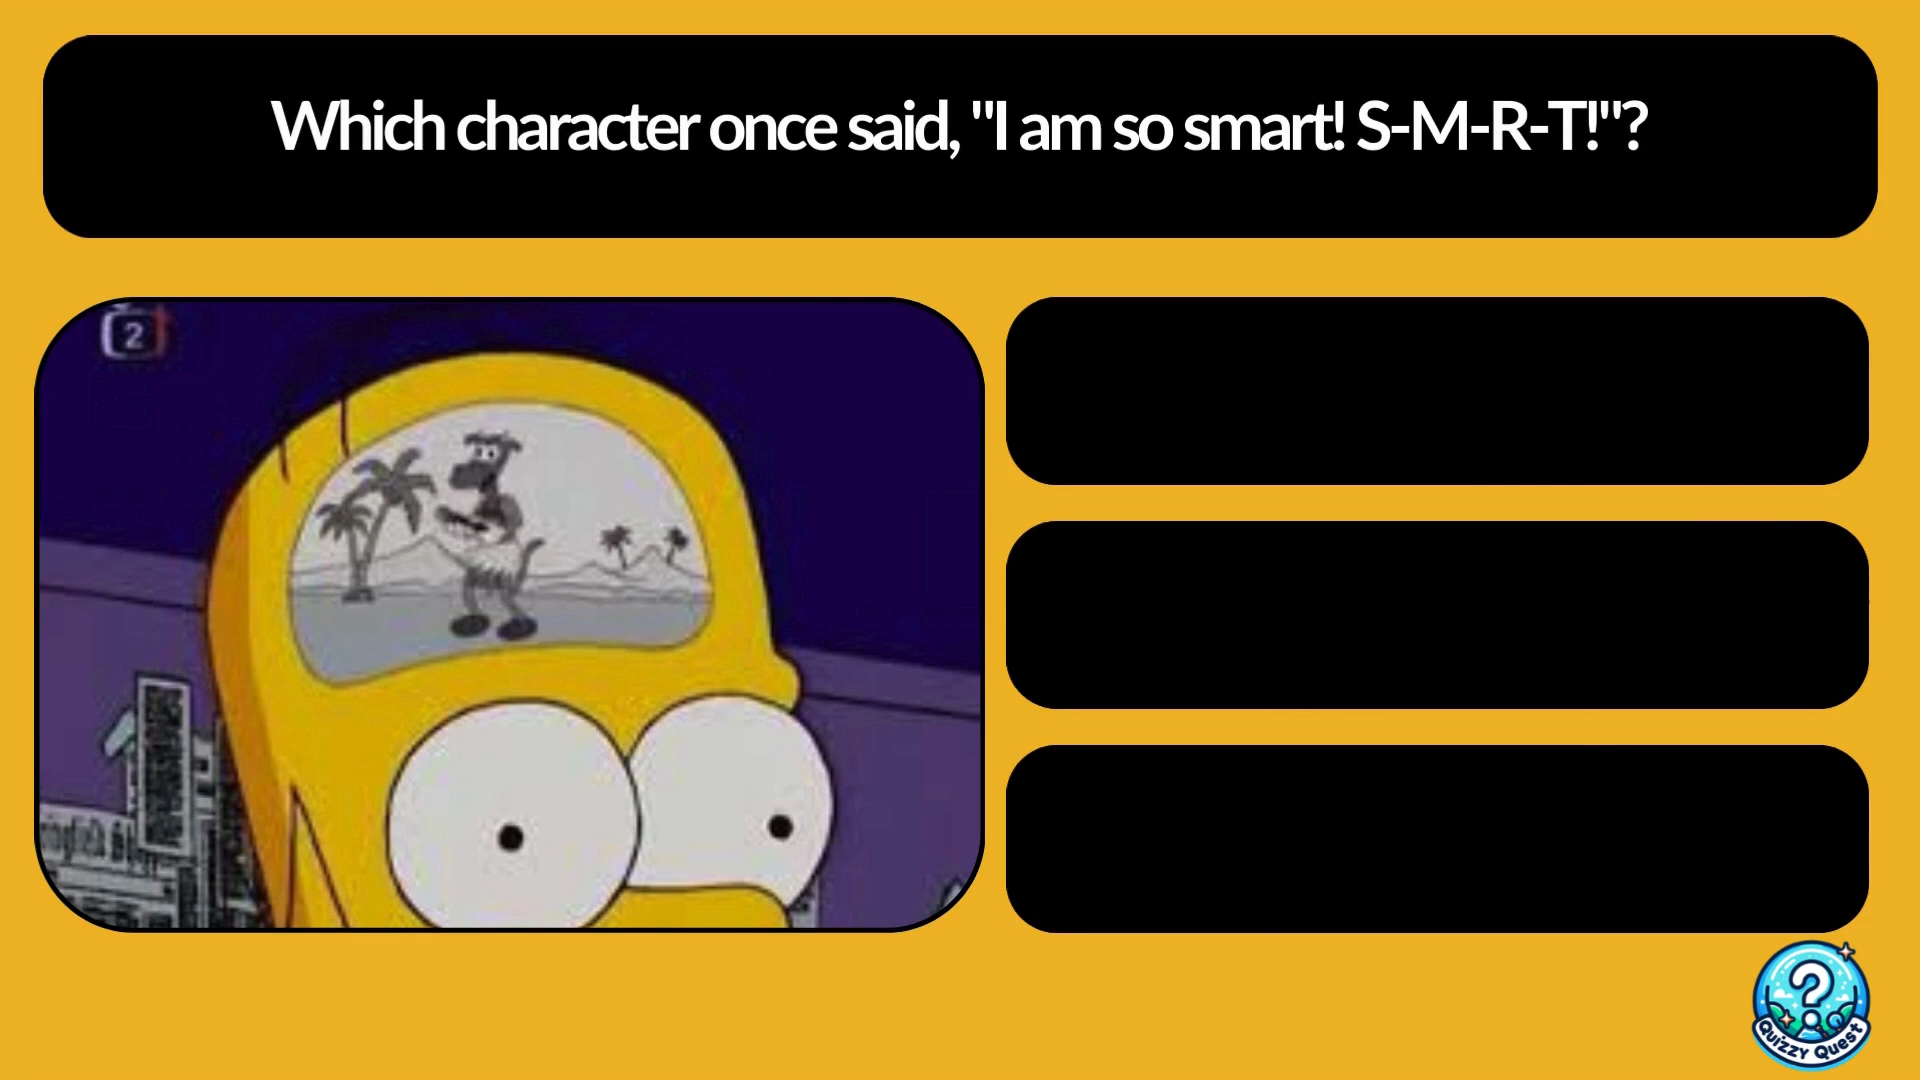 Which character once said, "I am so smart! S-M-R-T!"?
2
Quizzy Quest